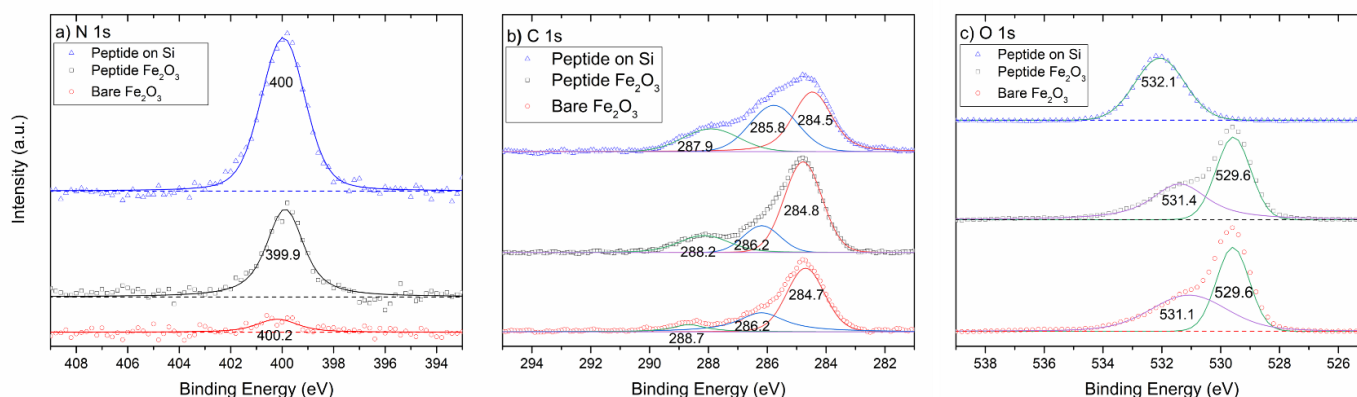 a) N 1s
Peptide on Si
Peptide Fe₂O₃
Bare Fe₂O₃
400
399.9
400.2
408 406 404 402 400 398 396 394
Binding Energy (eV)
Intensity (a.u.)
b) C 1s
Peptide on Si
Peptide Fe₂O₃
Bare Fe₂O₃
287.9
285.8
284.5
288.2
286.2
284.8
288.7
286.2
284.7
294 292 290 288 286 284 282
Binding Energy (eV)
c) O 1s
Peptide on Si
Peptide Fe₂O₃
Bare Fe₂O₃
532.1
531.4
529.6
531.1
529.6
538 536 534 532 530 528 526
Binding Energy (eV)